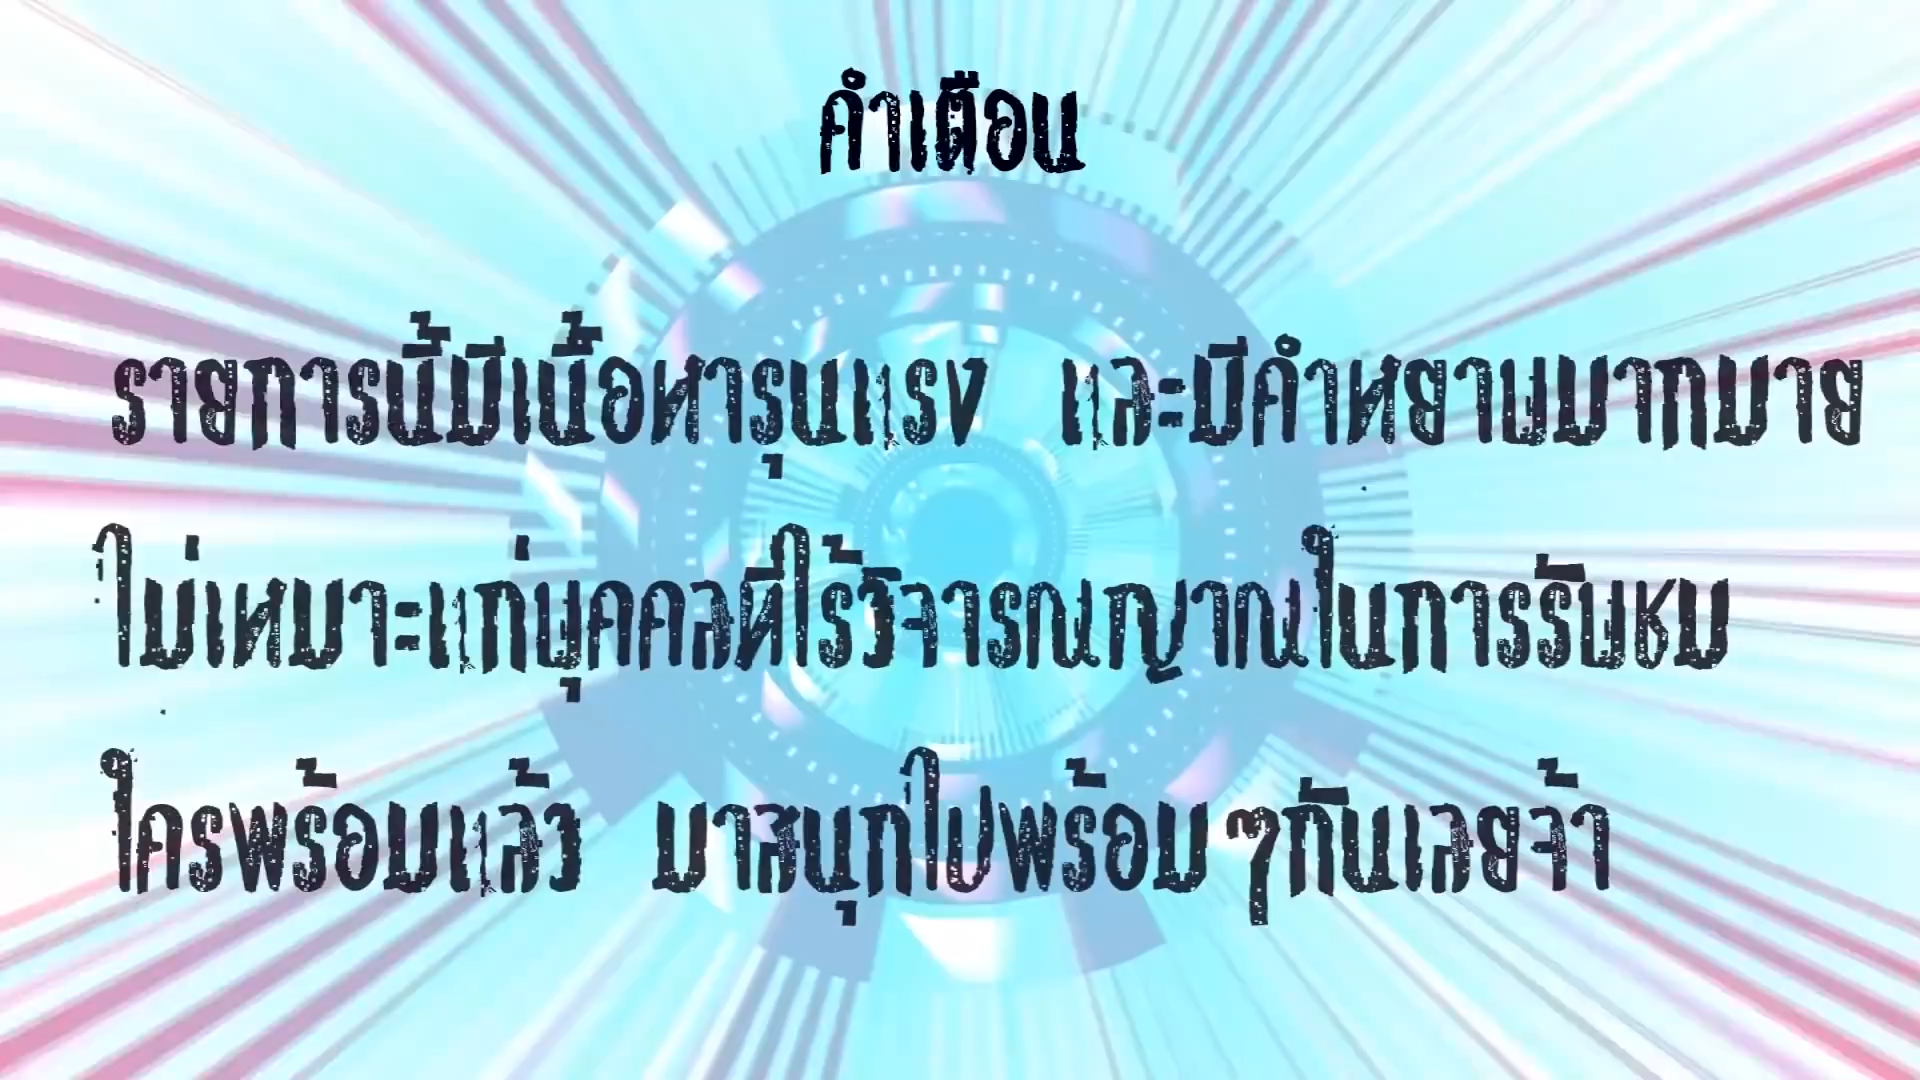 คำเตือน
รายการนี้มีเนื้อหารุนแรง และมีคำหยาบมากมาย
ไม่เหมาะแก่บุคคลที่ไร้วิจารณญาณในการรับชม
ใครพร้อมแล้ว มาสนุกไปพร้อมๆกันเลยจ้า